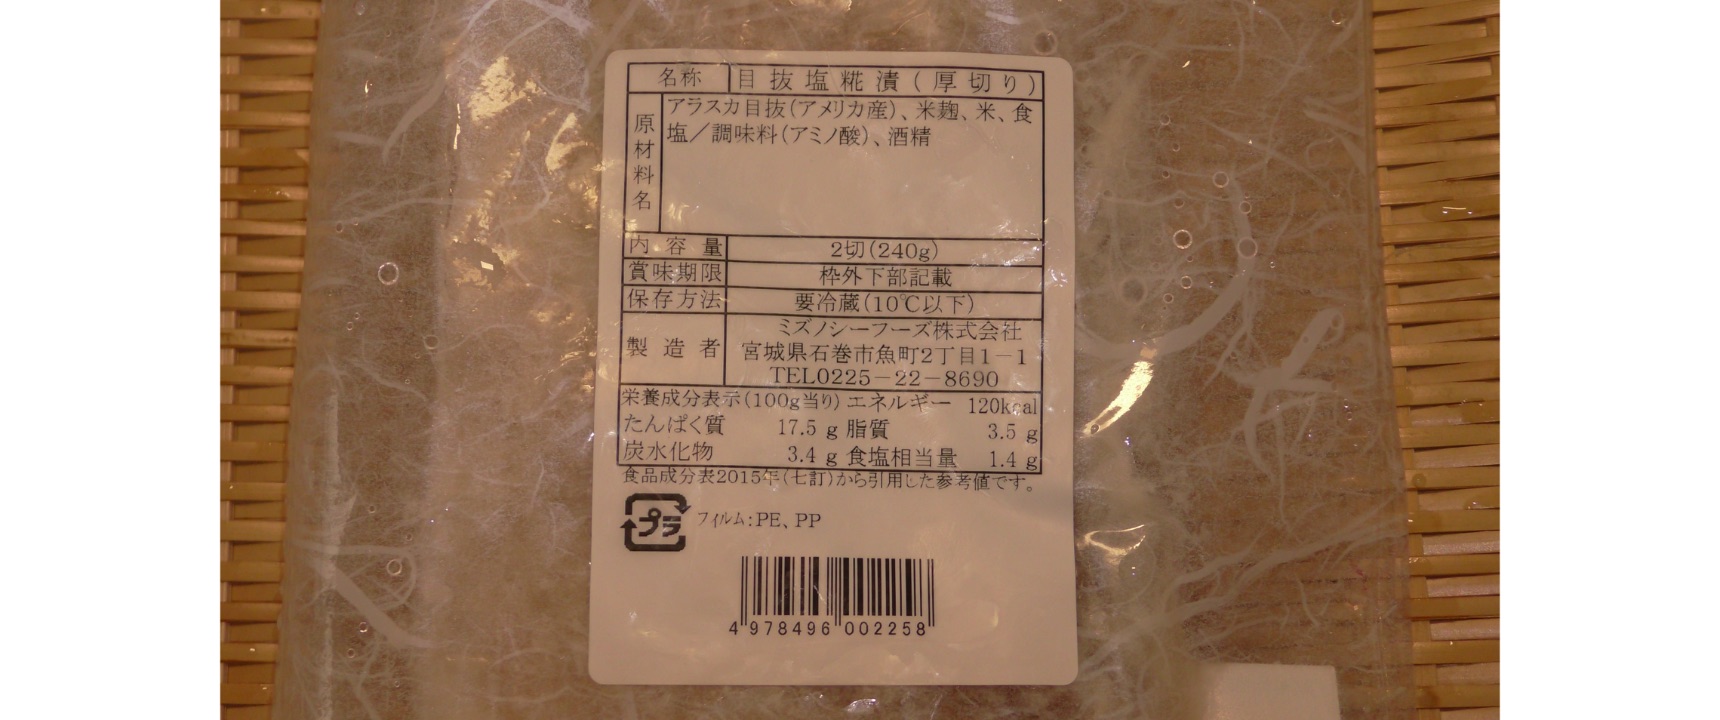 名称 目抜塩糀漬(厚切り)
原材料名 アラスカ目抜(アメリカ産)、米麹、米、食
塩／調味料(アミノ酸)、酒精
内容量 2切(240g)
賞味期限 枠外下部記載
保存方法 要冷蔵(10℃以下)
製造者 ミズノシーフーズ株式会社
宮城県石巻市魚町2丁目1－1
TEL0225－22－8690
栄養成分表示(100g当り) エネルギー 120kcal
たんぱく質 17.5 g 脂質 3.5 g
炭水化物 3.4 g 食塩相当量 1.4 g
食品成分表2015年(七訂)から引用した参考値です。
プラ フィルム:PE、PP
4 978496 002258